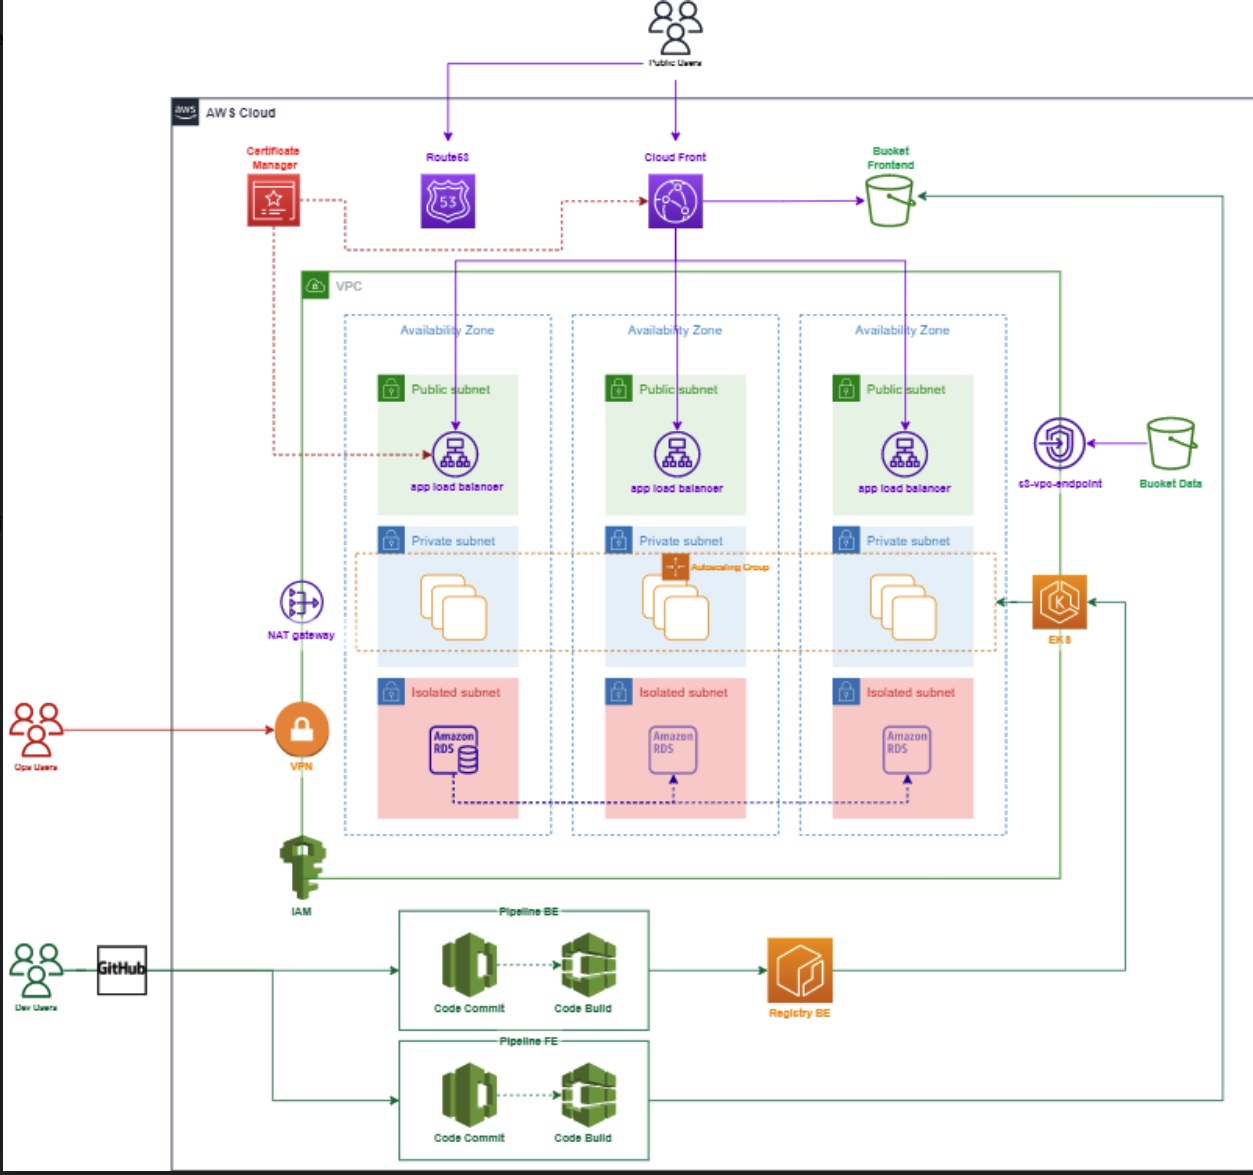 Public Users
aws
AWS Cloud
Certificate
Manager
Route53
53
Cloud Front
Bucket
Frontend
VPC
Availability Zone
Availability Zone
Availability Zone
Public subnet
Public subnet
Public subnet
app load balancer
app load balancer
app load balancer
s3-vpc-endpoint
Bucket Data
Private subnet
Private subnet
Private subnet
Autoscaling Group
NAT gateway
K
EKS
Isolated subnet
Isolated subnet
Isolated subnet
Amazon
RDS
Amazon
RDS
Amazon
RDS
Ops Users
VPN
IAM
Pipeline BE
GitHub
Dev Users
Code Commit
Code Build
Registry BE
Pipeline FE
Code Commit
Code Build